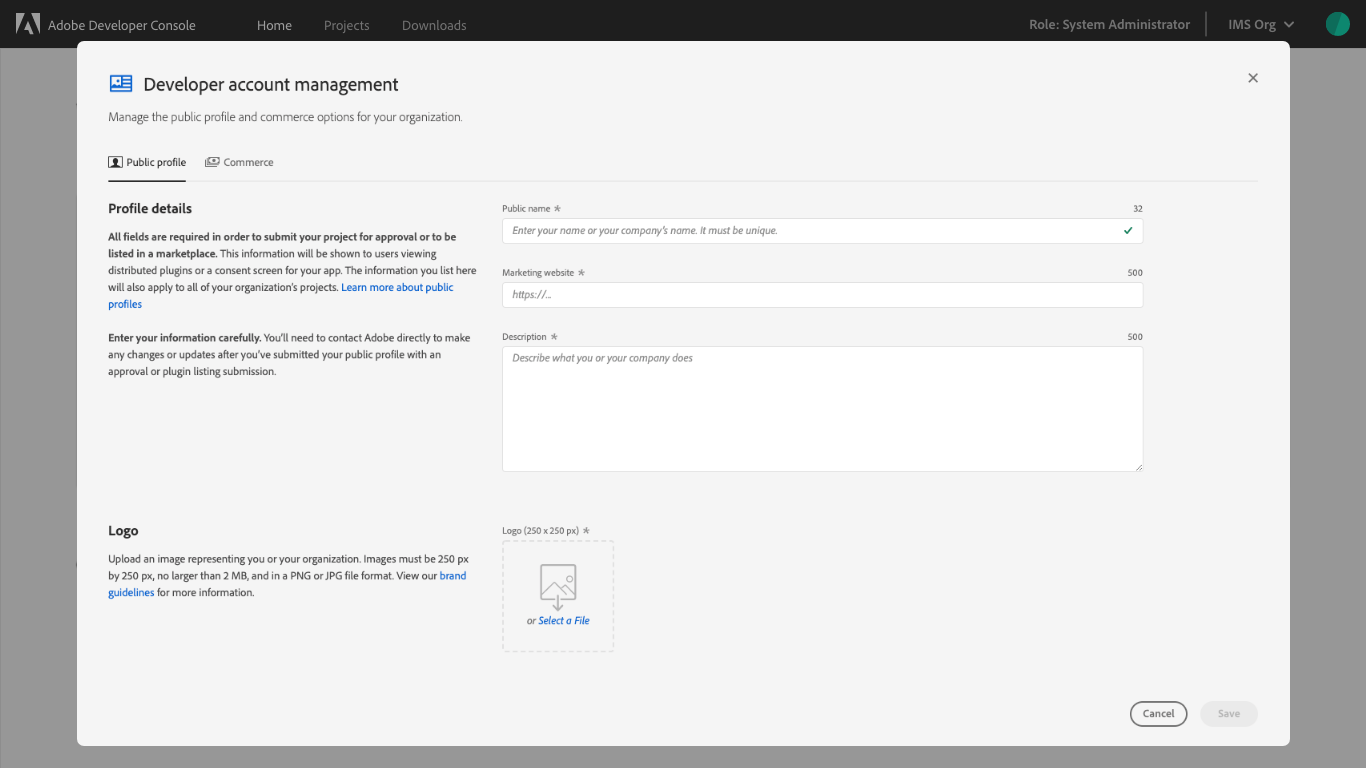 Adobe Developer Console
Home
Projects
Downloads
Role: System Administrator
IMS Org
Developer account management
Manage the public profile and commerce options for your organization.
Public profile
Commerce
Profile details
All fields are required in order to submit your project for approval or to be
listed in a marketplace. This information will be shown to users viewing
distributed plugins or a consent screen for your app. The information you list here
will also apply to all of your organization's projects. Learn more about public
profiles
Enter your information carefully. You'll need to contact Adobe directly to make
any changes or updates after you've submitted your public profile with an
approval or plugin listing submission.
Public name *
32
Enter your name or your company's name. It must be unique.
Marketing website *
500
https://...
Description *
500
Describe what you or your company does
Logo
Upload an image representing you or your organization. Images must be 250 px
by 250 px, no larger than 2 MB, and in a PNG or JPG file format. View our brand
guidelines for more information.
Logo (250 x 250 px) *
or Select a File
Cancel
Save